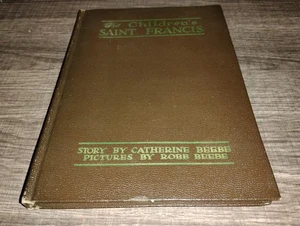 The Children's
SAINT FRANCIS
STORY BY CATHERINE BEEBE
PICTURES BY ROBB BEEBE